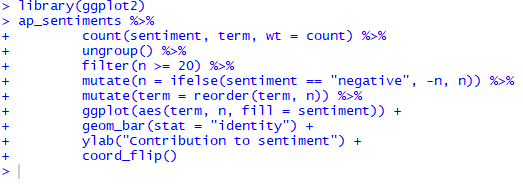 > library(ggplot2)
> ap_sentiments %>%
+         count(sentiment, term, wt = count) %>%
+         ungroup() %>%
+         filter(n >= 20) %>%
+         mutate(n = ifelse(sentiment == "negative", -n, n)) %>%
+         mutate(term = reorder(term, n)) %>%
+         ggplot(aes(term, n, fill = sentiment)) +
+         geom_bar(stat = "identity") +
+         ylab("Contribution to sentiment") +
+         coord_flip()
>